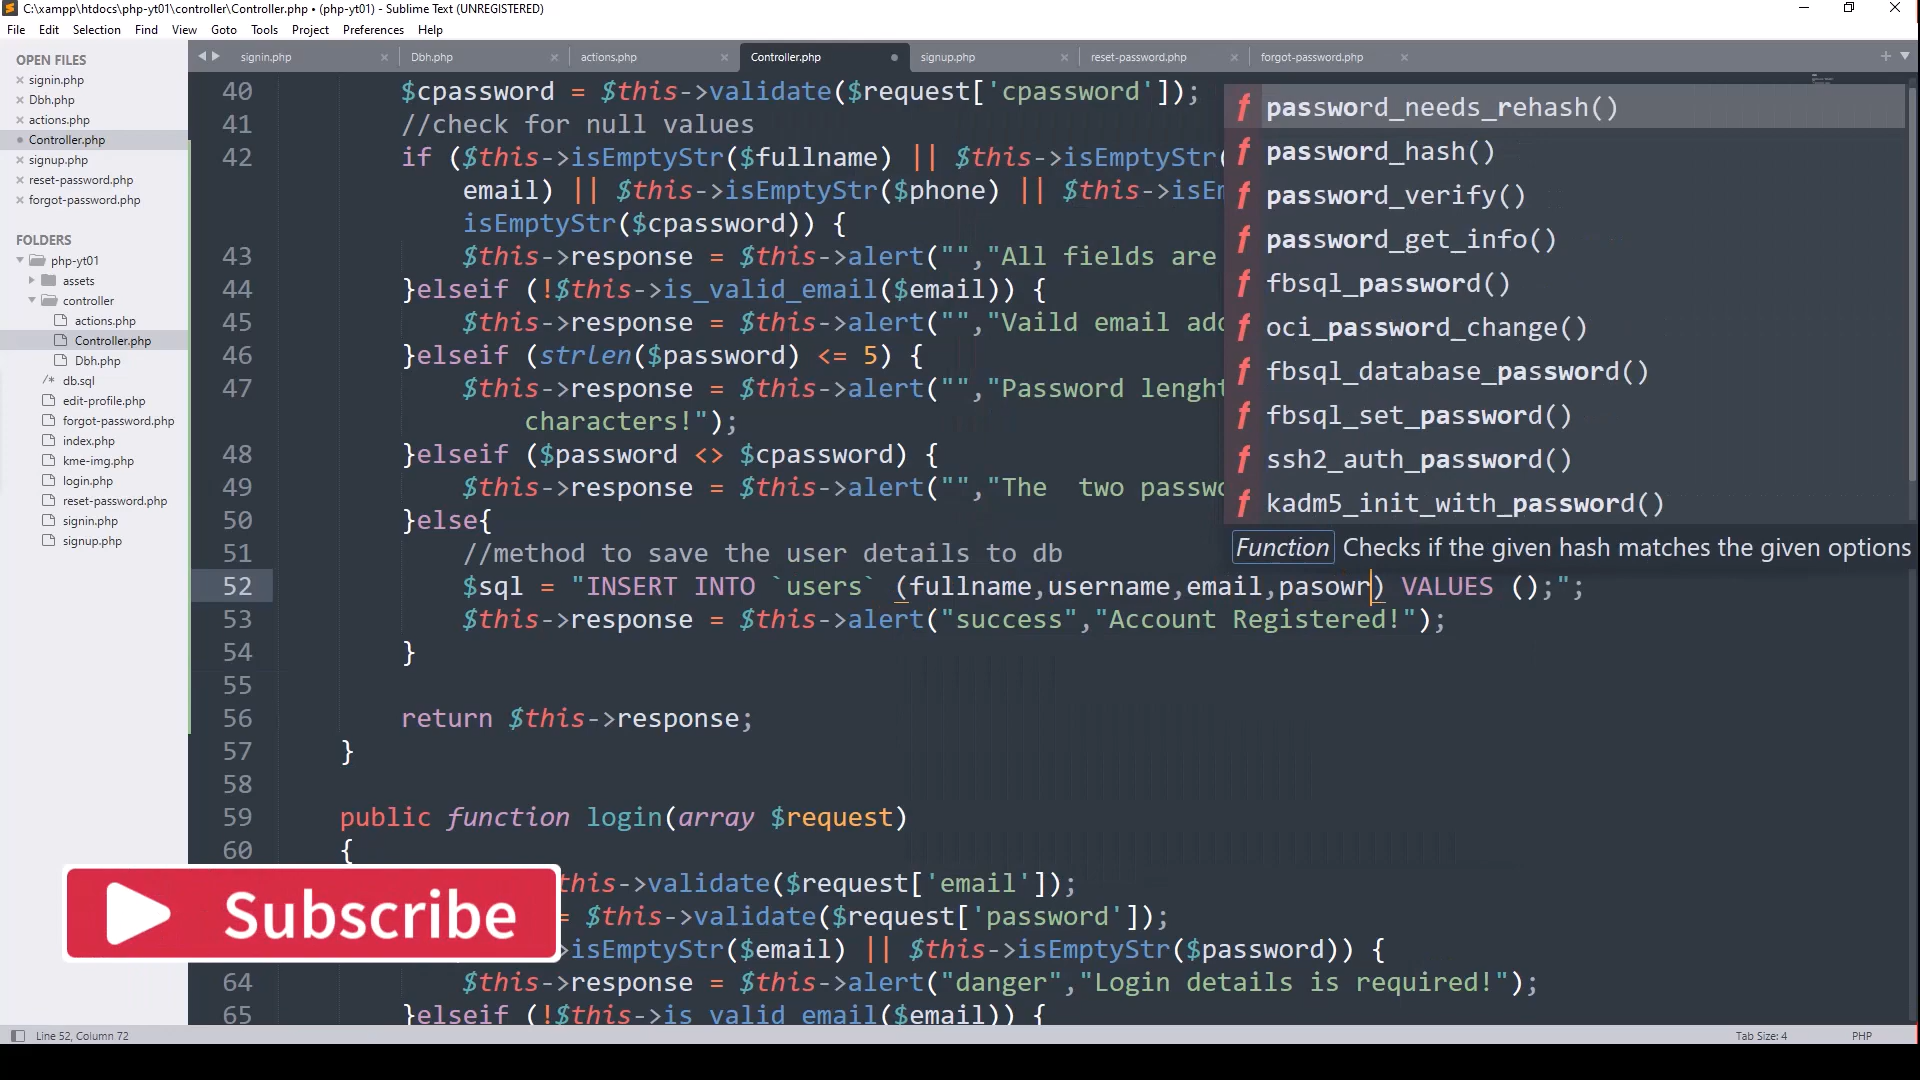 C:\xampp\htdocs\php-yt01\controller\Controller.php • (php-yt01) - Sublime Text (UNREGISTERED)
File Edit Selection Find View Goto Tools Project Preferences Help
OPEN FILES
signin.php
Dbh.php
actions.php
Controller.php
signup.php
reset-password.php
forgot-password.php
FOLDERS
php-yt01
assets
controller
actions.php
Controller.php
Dbh.php
db.sql
edit-profile.php
forgot-password.php
index.php
kme-img.php
login.php
reset-password.php
signin.php
signup.php
signin.php Dbh.php actions.php Controller.php signup.php reset-password.php forgot-password.php
40 $cpassword = $this->validate($request['cpassword']);
41 //check for null values
42 if ($this->isEmptyStr($fullname) || $this->isEmptyStr(
email) || $this->isEmptyStr($phone) || $this->isEm
isEmptyStr($cpassword)) {
43 $this->response = $this->alert("","All fields are
44 }elseif (!$this->is_valid_email($email)) {
45 $this->response = $this->alert("","Vaild email add
46 }elseif (strlen($password) <= 5) {
47 $this->response = $this->alert("","Password lenght
characters!");
48 }elseif ($password <> $cpassword) {
49 $this->response = $this->alert("","The  two passwo
50 }else{
51 //method to save the user details to db
52 $sql = "INSERT INTO `users` (fullname,username,email,pasowr) VALUES ();";
53 $this->response = $this->alert("success","Account Registered!");
54 }
55
56 return $this->response;
57 }
58
59 public function login(array $request)
60 {
this->validate($request['email']);
= $this->validate($request['password']);
isEmptyStr($email) || $this->isEmptyStr($password)) {
64 $this->response = $this->alert("danger","Login details is required!");
65 }elseif (!$this->is_valid_email($email)) {
f password_needs_rehash()
f password_hash()
f password_verify()
f password_get_info()
f fbsql_password()
f oci_password_change()
f fbsql_database_password()
f fbsql_set_password()
f ssh2_auth_password()
f kadm5_init_with_password()
Function Checks if the given hash matches the given options
Subscribe
Line 52, Column 72
Tab Size: 4
PHP